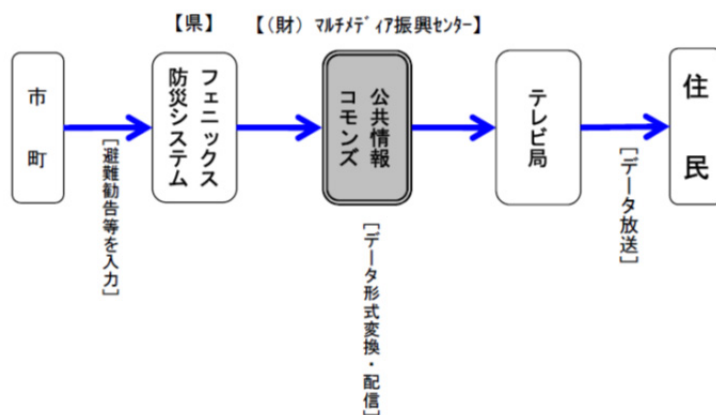 【県】
【(財) ﾏﾙﾁﾒﾃﾞｨｱ振興ｾﾝﾀｰ】
市町
[避難勧告等を入力]
フェニックス
防災システム
公共情報
コモンズ
[データ形式変換・配信]
テレビ局
[データ放送]
住民